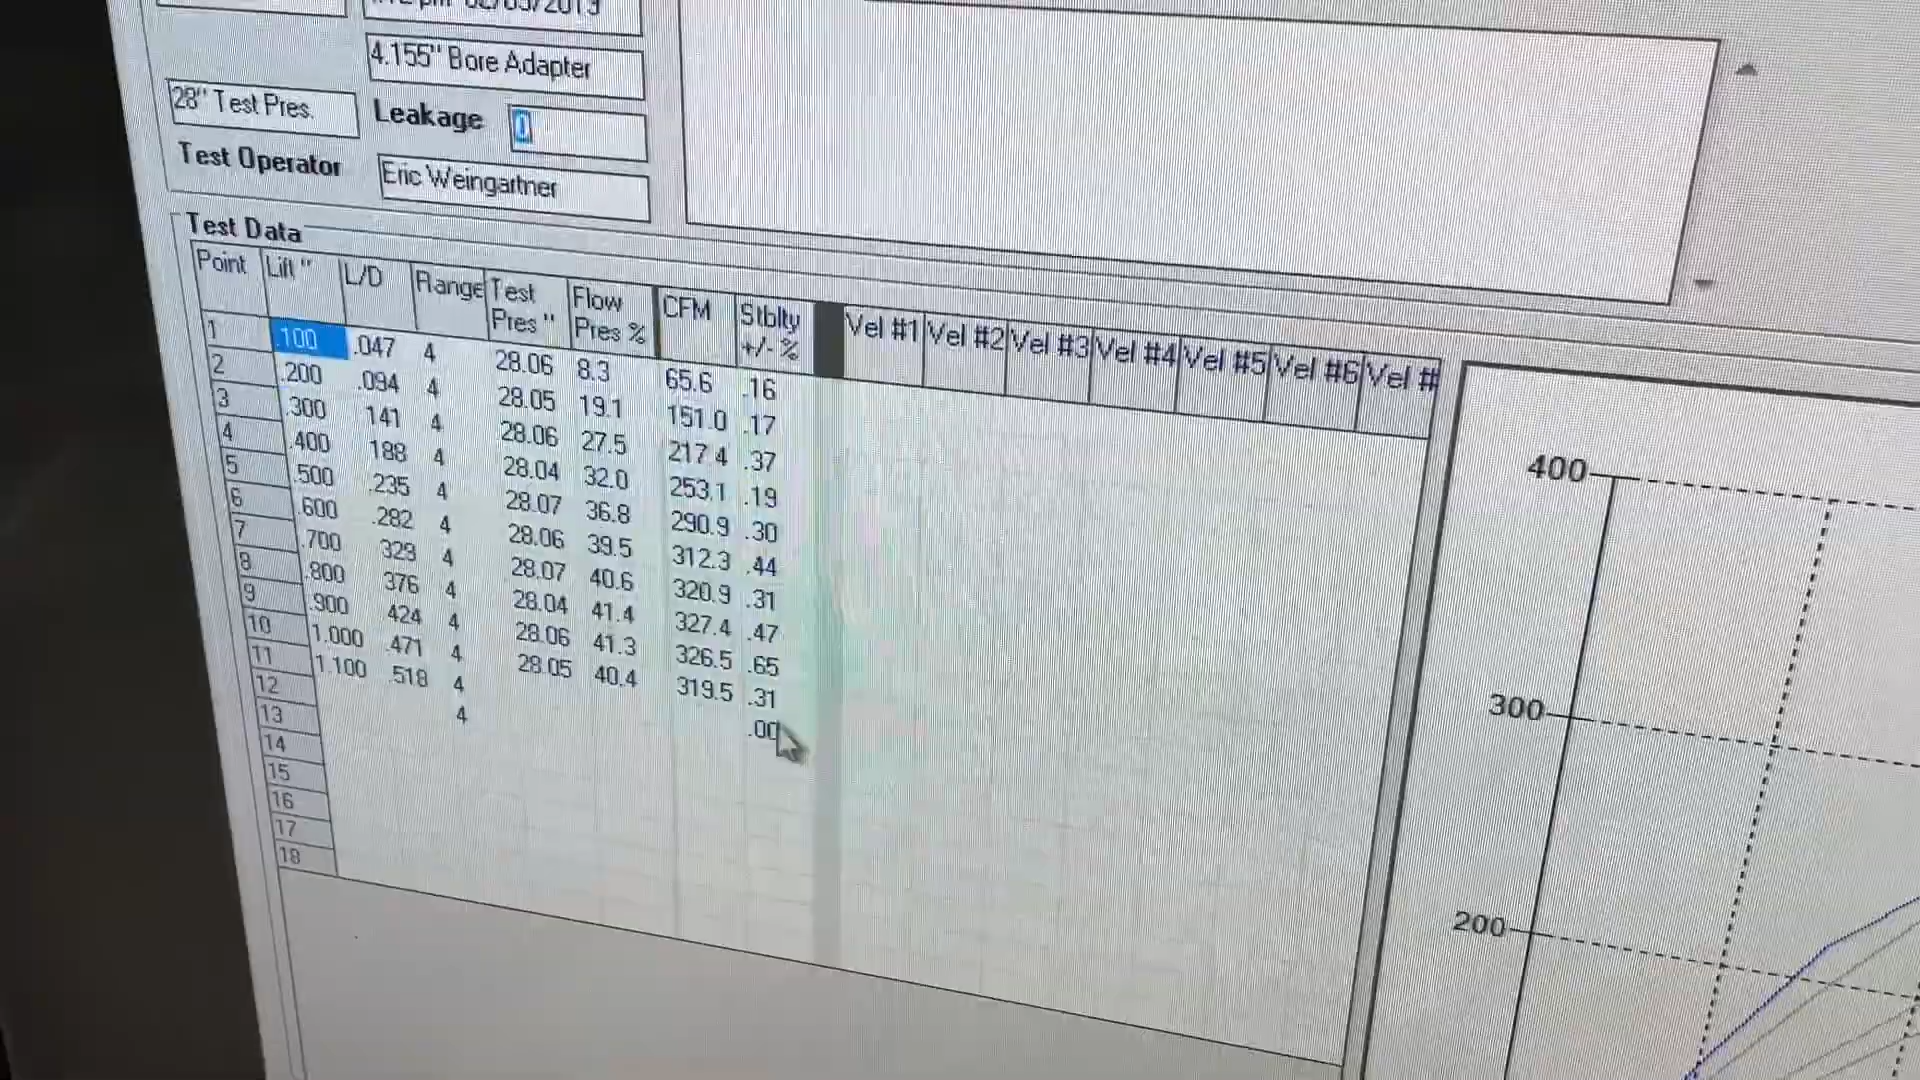 4.155" Bore Adapter
28" Test Pres.
Leakage
Test Operator
Eric Weingartner
Test Data
Point Lift " L/D Range Test Pres " Flow Pres % CFM Stblty +/- % Vel #1 Vel #2 Vel #3 Vel #4 Vel #5 Vel #6 Vel #
1 .100 .047 4 28.06 8.3 65.6 .16
2 .200 .094 4 28.05 19.1 151.0 .17
3 .300 141 4 28.06 27.5 217.4 .37
4 .400 188 4 28.04 32.0 253.1 .19
5 .500 .235 4 28.07 36.8 290.9 .30
6 .600 .282 4 28.06 39.5 312.3 .44
7 .700 329 4 28.07 40.6 320.9 .31
8 .800 376 4 28.04 41.4 327.4 .47
9 .900 424 4 28.06 41.3 326.5 .65
10 1.000 .471 4 28.05 40.4 319.5 .31
11 1.100 .518 4 .00
12 4
13
14
15
16
17
18
400
300
200